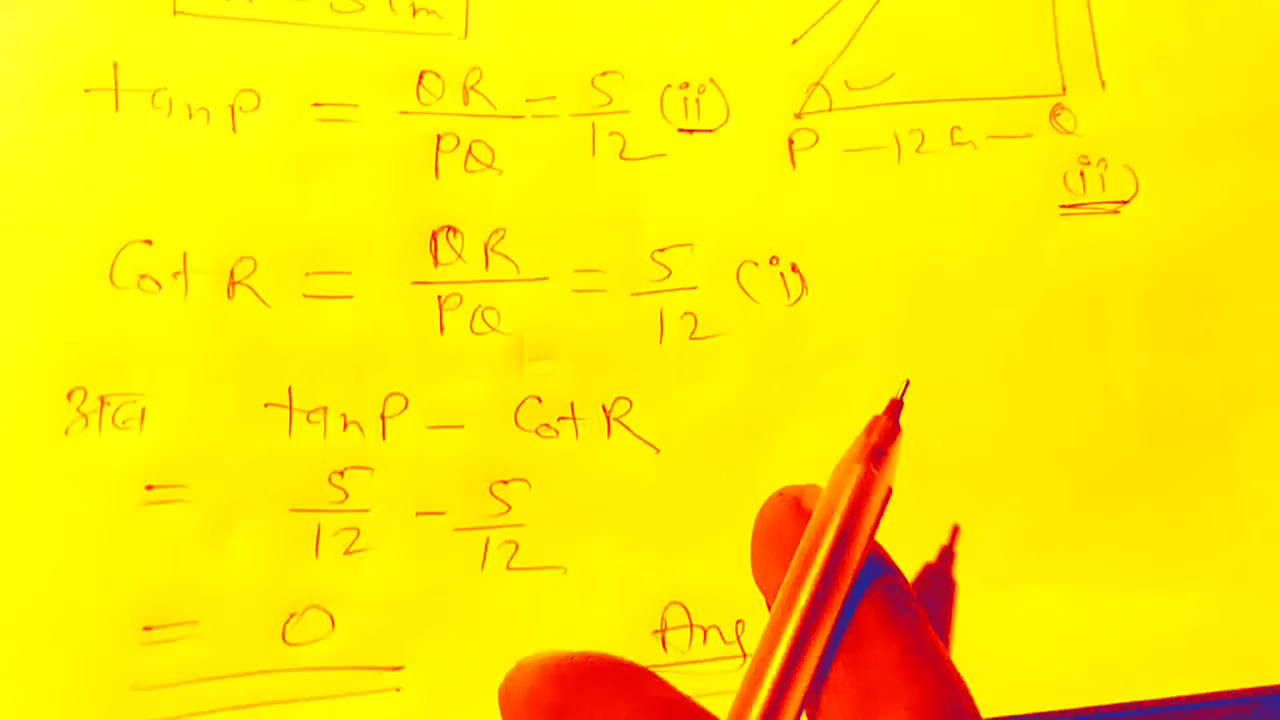 tanP = QR/PQ = 5/12 (ii)
P – 12 – Q
(ii)
Cot R = QR/PQ = 5/12 (i)
अतः tanP – Cot R
= 5/12 - 5/12
= 0 Ans